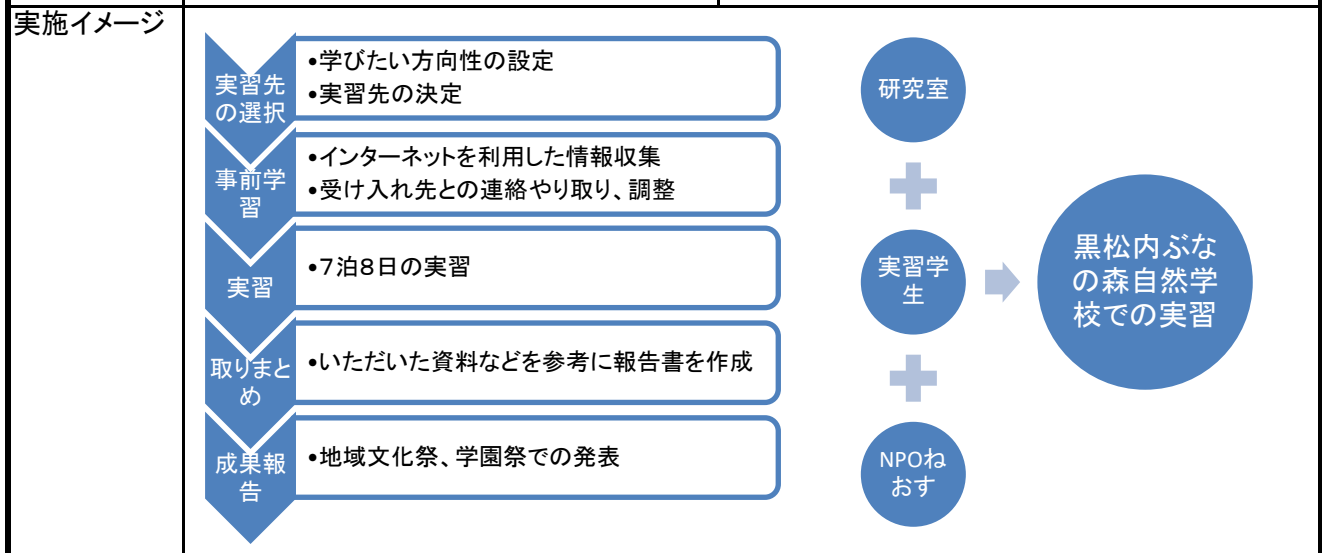 実施イメージ
実習先
の選択
•学びたい方向性の設定
•実習先の決定
事前学
習
•インターネットを利用した情報収集
•受け入れ先との連絡やり取り、調整
実習
•７泊８日の実習
取りまと
め
•いただいた資料などを参考に報告書を作成
成果報
告
•地域文化祭、学園祭での発表
研究室
実習学
生
NPOね
おす
黒松内ぶな
の森自然学
校での実習